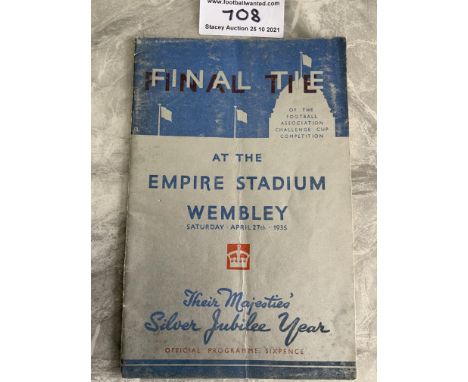 www.footballwanted.com
708
Stacey Auction 25 10 2021
FINAL TIE
OF THE
FOOTBALL
ASSOCIATION
CHALLENGE CUP
COMPETITION
AT THE
EMPIRE STADIUM
WEMBLEY
SATURDAY · APRIL 27th · 1935
Their Majesties'
Silver Jubilee Year
OFFICIAL PROGRAMME, SIXPENCE